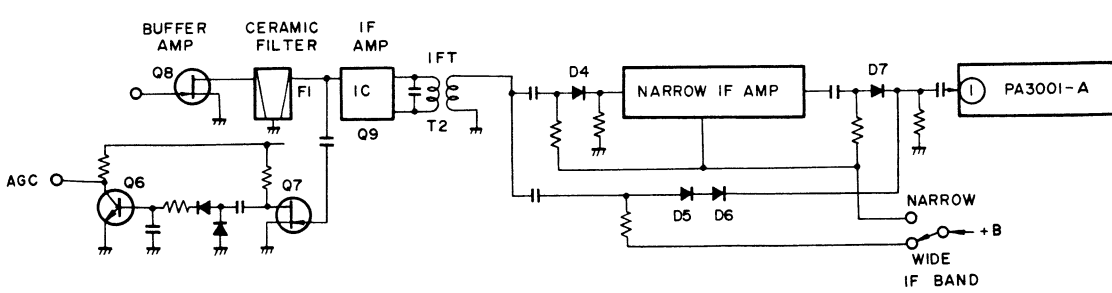 BUFFER
AMP
Q8
CERAMIC
FILTER
F1
IF
AMP
IC
Q9
IFT
T2
D4
NARROW IF AMP
D7
1
PA3001-A
AGC
Q6
Q7
D5
D6
NARROW
+B
WIDE
IF BAND